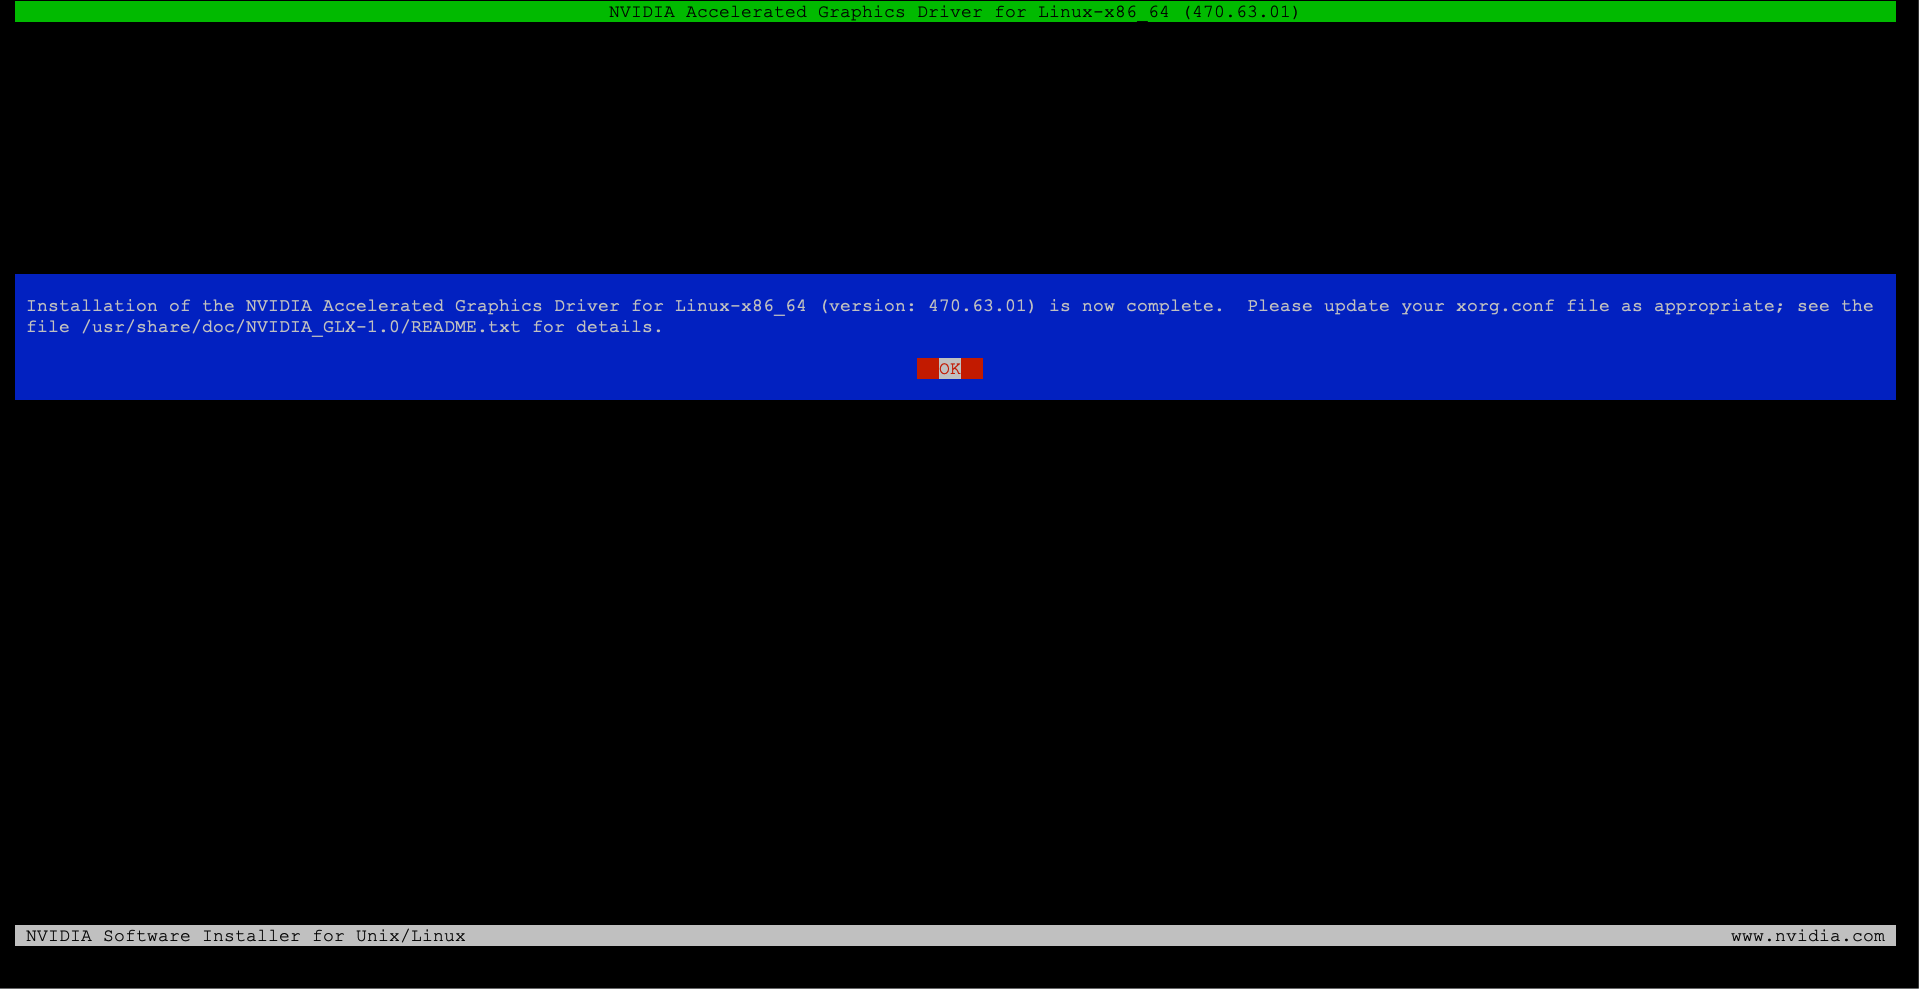 NVIDIA Accelerated Graphics Driver for Linux-x86_64 (470.63.01)
Installation of the NVIDIA Accelerated Graphics Driver for Linux-x86_64 (version: 470.63.01) is now complete.  Please update your xorg.conf file as appropriate; see the
file /usr/share/doc/NVIDIA_GLX-1.0/README.txt for details.
OK
NVIDIA Software Installer for Unix/Linux
www.nvidia.com